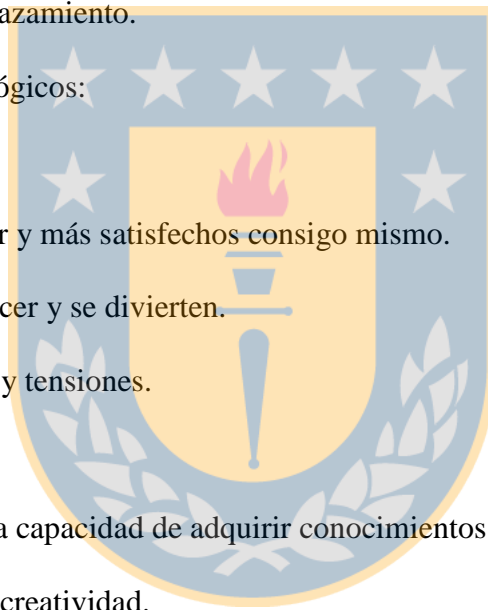 azamiento.
ógicos:
r y más satisfechos consigo mismo.
cer y se divierten.
y tensiones.
a capacidad de adquirir conocimientos
creatividad.